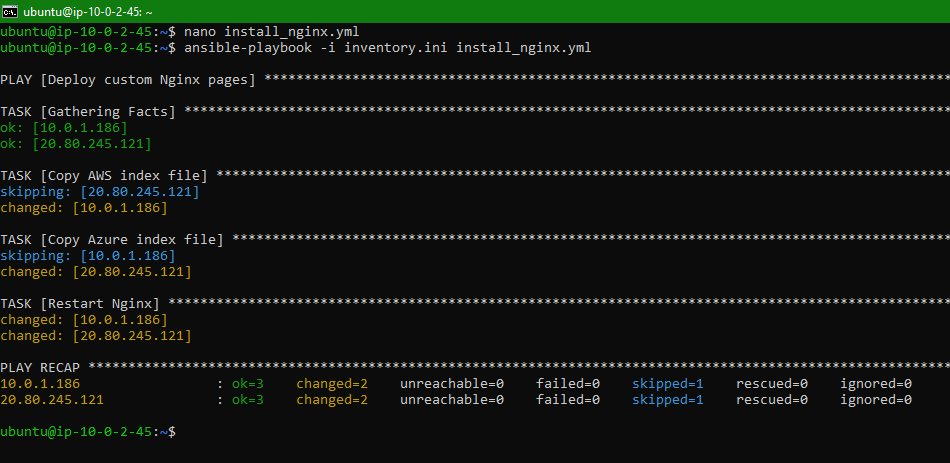 ubuntu@ip-10-0-2-45: ~
ubuntu@ip-10-0-2-45:~$ nano install_nginx.yml
ubuntu@ip-10-0-2-45:~$ ansible-playbook -i inventory.ini install_nginx.yml
PLAY [Deploy custom Nginx pages] **************************************************************************************
TASK [Gathering Facts] ************************************************************************************************
ok: [10.0.1.186]
ok: [20.80.245.121]
TASK [Copy AWS index file] ********************************************************************************************
skipping: [20.80.245.121]
changed: [10.0.1.186]
TASK [Copy Azure index file] ******************************************************************************************
skipping: [10.0.1.186]
changed: [20.80.245.121]
TASK [Restart Nginx] **************************************************************************************************
changed: [10.0.1.186]
changed: [20.80.245.121]
PLAY RECAP ************************************************************************************************************
10.0.1.186                 : ok=3    changed=2    unreachable=0    failed=0    skipped=1    rescued=0    ignored=0
20.80.245.121              : ok=3    changed=2    unreachable=0    failed=0    skipped=1    rescued=0    ignored=0
ubuntu@ip-10-0-2-45:~$